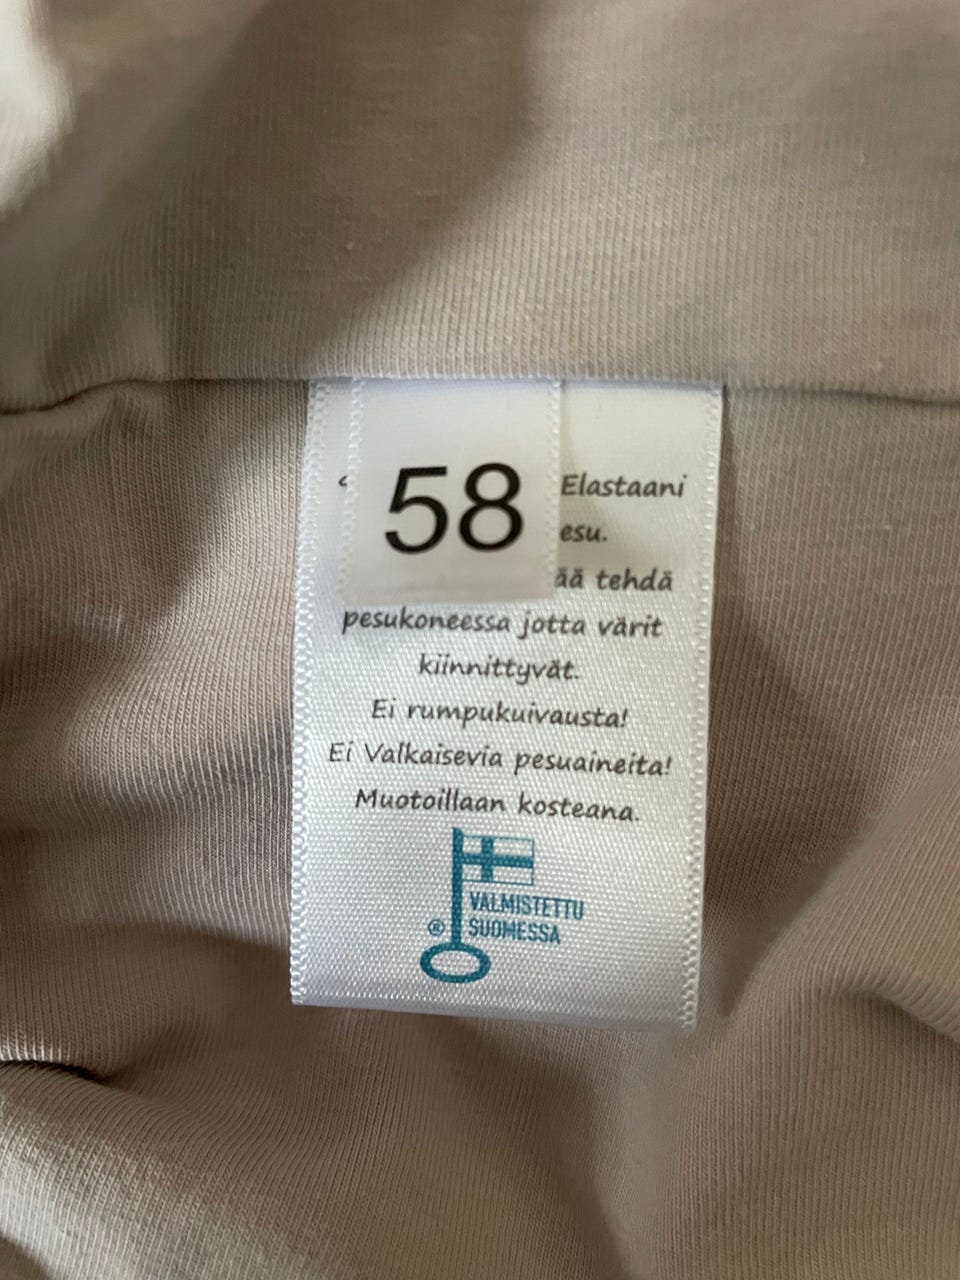 58
Elastaani
esu.
ää tehdä
pesukoneessa jotta värit
kiinnittyvät.
Ei rumpukuivausta!
Ei Valkaisevia pesuaineita!
Muotoillaan kosteana.
VALMISTETTU
® SUOMESSA